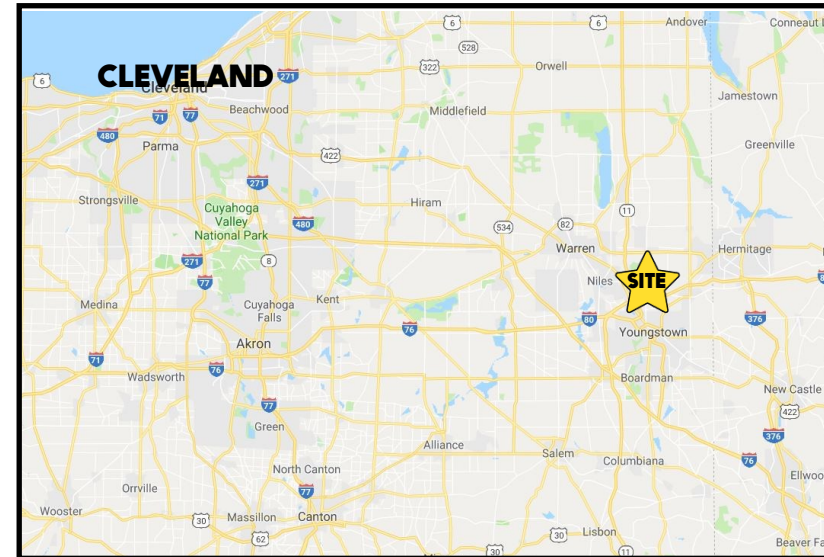 6
6
Andover
Conneaut L
528
322
Orwell
CLEVELAND
Cleveland
271
6
Jamestown
Beachwood
Middlefield
71
77
480
Parma
422
Greenville
271
Strongsville
Hiram
11
Cuyahoga
Valley
National Park
480
534
82
Warren
Hermitage
271
8
77
Niles
SITE
Medina
Cuyahoga
Falls
Kent
76
80
376
Youngstown
Akron
71
76
Wadsworth
Boardman
77
New Castle
422
Green
376
Alliance
Salem
Columbiana
76
North Canton
Ellwoo
Orrville
77
Wooster
30
Massillon
Canton
62
30
Lisbon
30
11
Beaver Fa